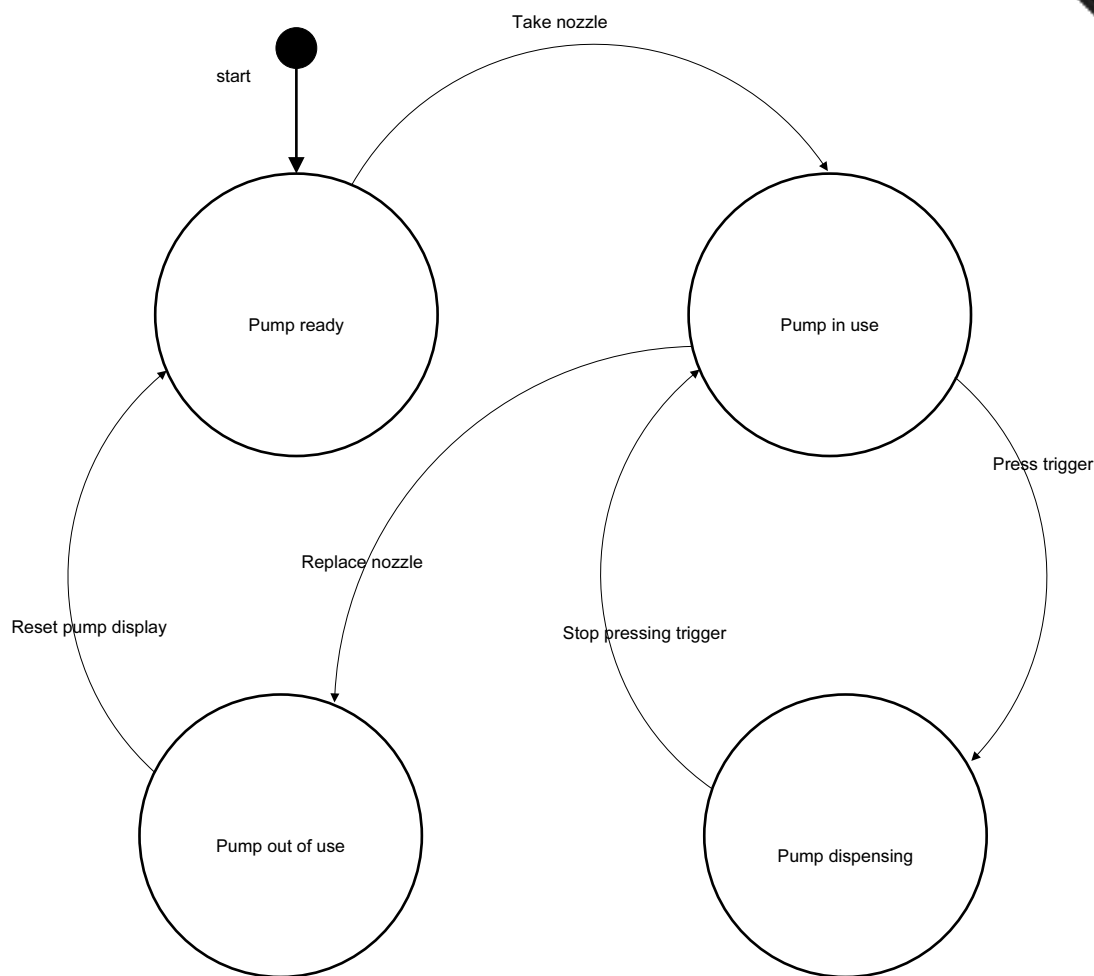 Take nozzle
start
Pump ready
Pump in use
Press trigger
Replace nozzle
Reset pump display
Stop pressing trigger
Pump out of use
Pump dispensing